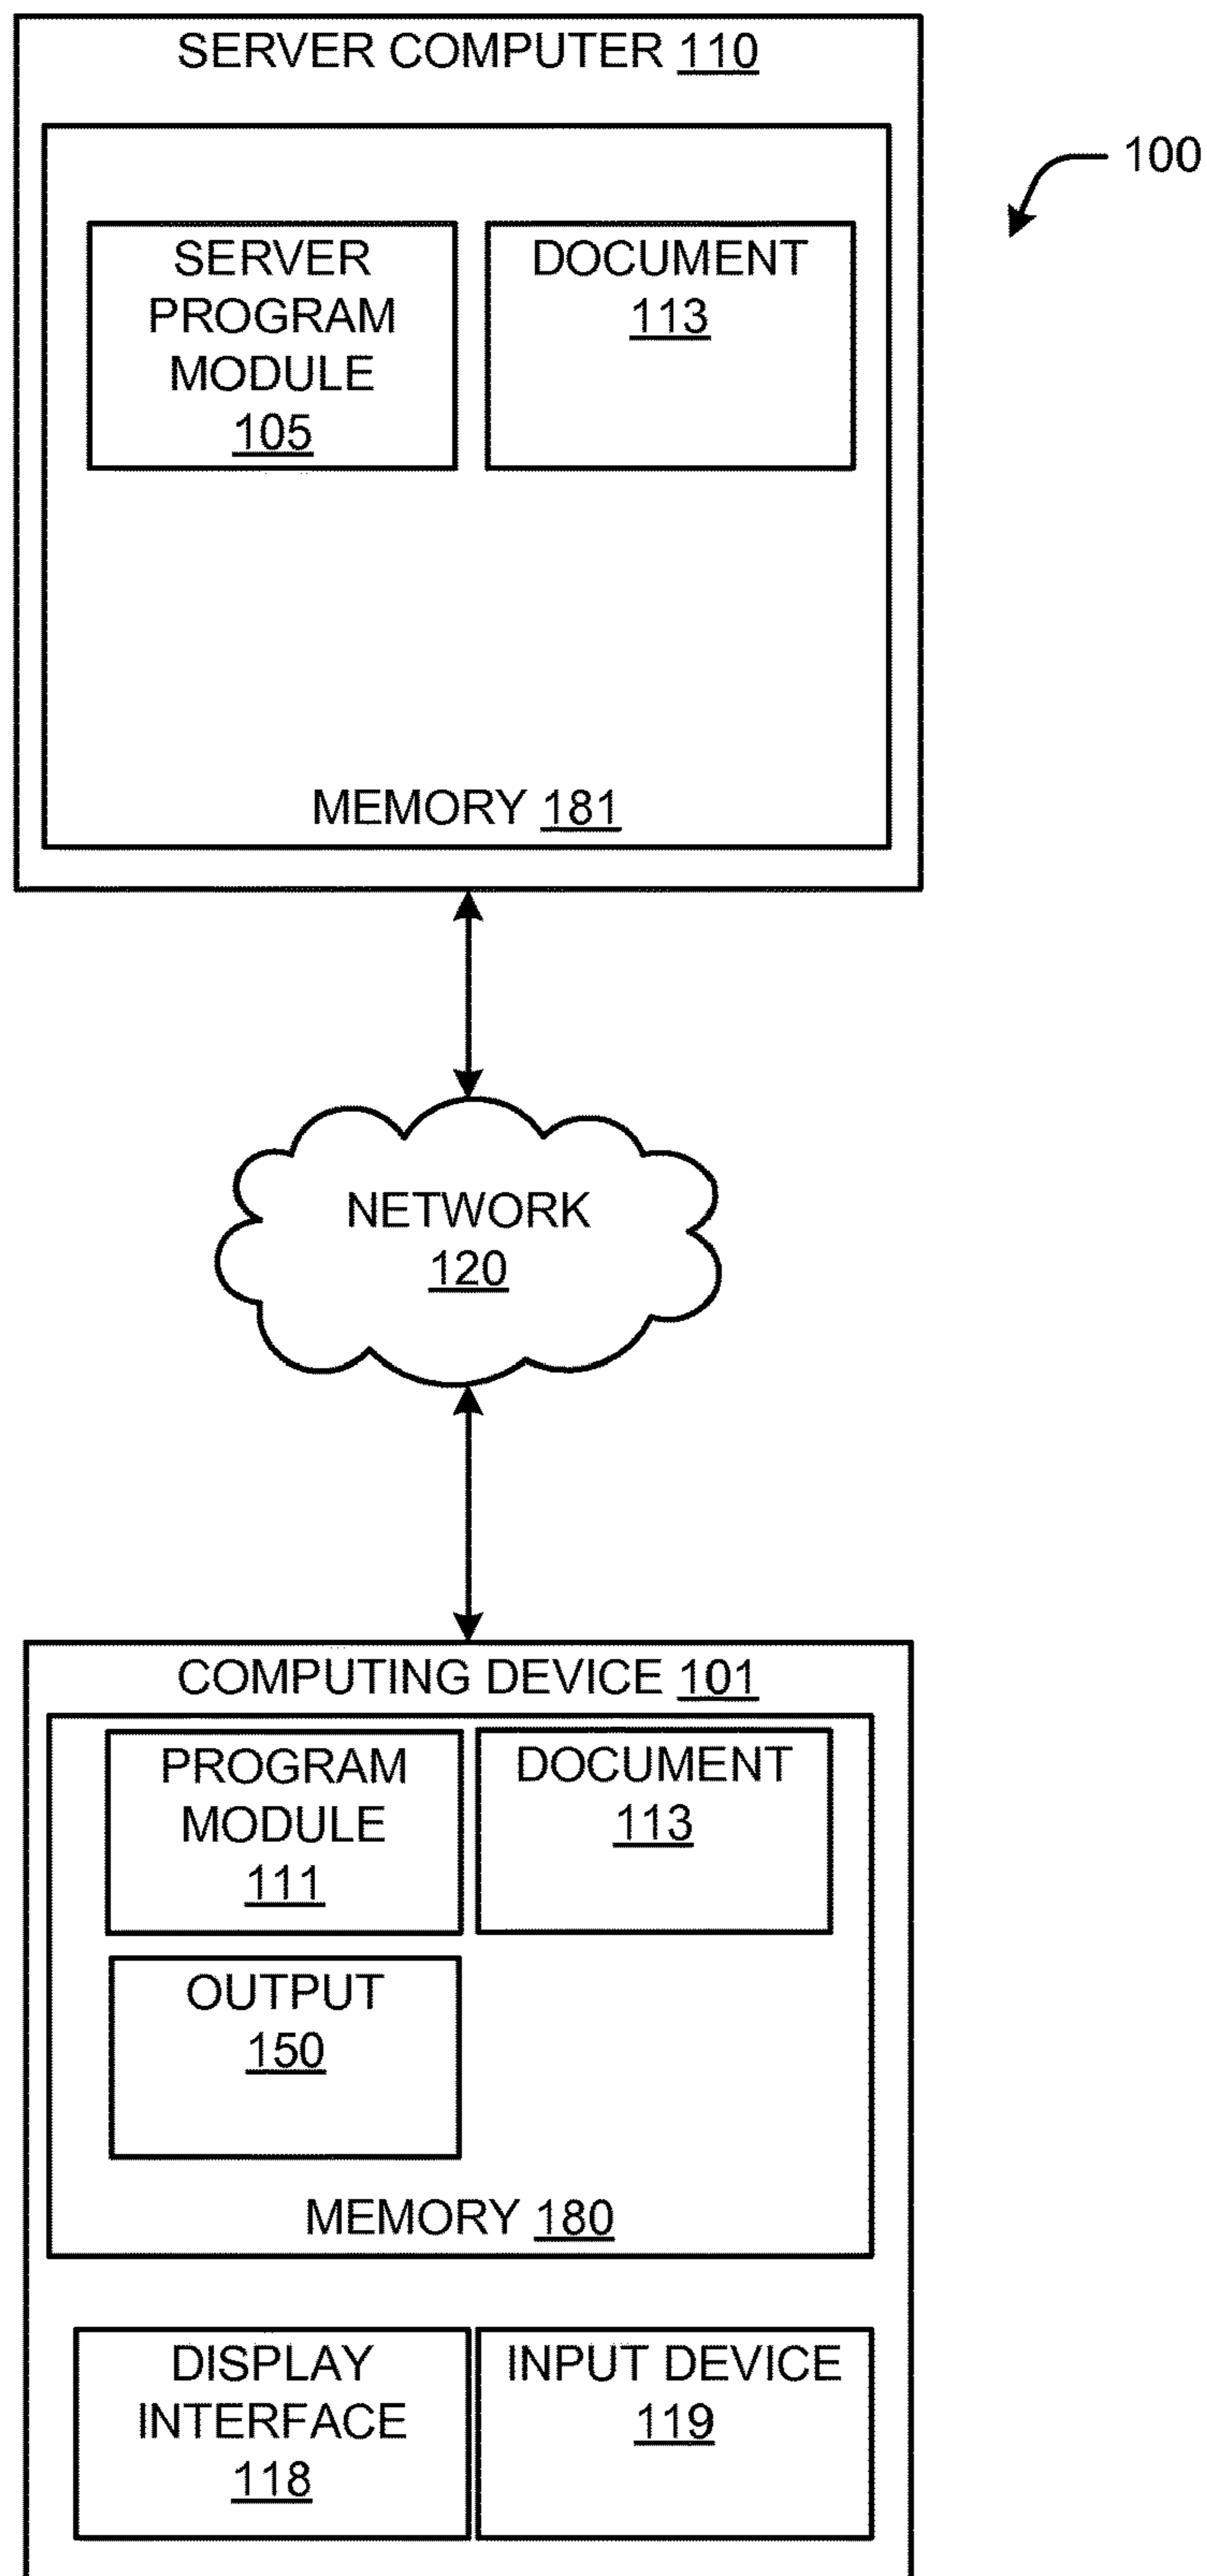 SERVER COMPUTER 110
100
SERVER
PROGRAM
MODULE
105
DOCUMENT
113
MEMORY 181
NETWORK
120
COMPUTING DEVICE 101
PROGRAM
MODULE
111
DOCUMENT
113
OUTPUT
150
MEMORY 180
DISPLAY
INTERFACE
118
INPUT DEVICE
119